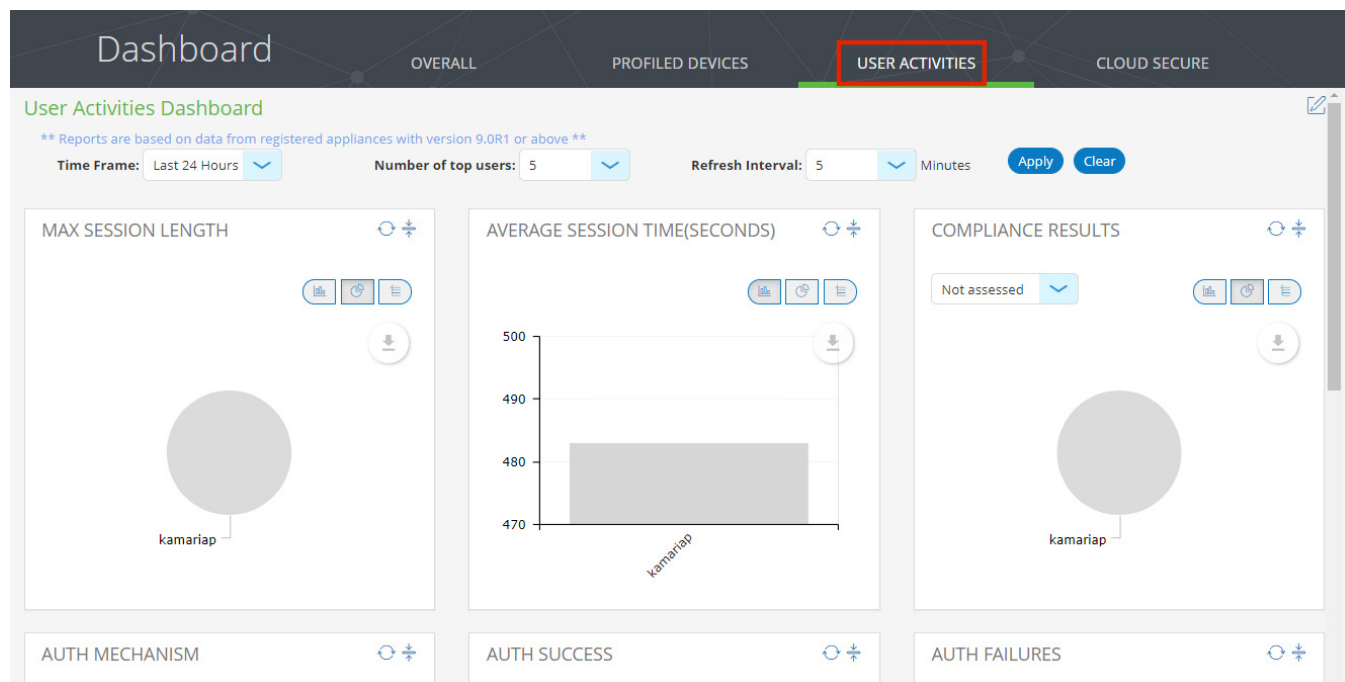 Dashboard
OVERALL
PROFILED DEVICES
USER ACTIVITIES
CLOUD SECURE
User Activities Dashboard
** Reports are based on data from registered appliances with version 9.0R1 or above **
Time Frame: Last 24 Hours
Number of top users: 5
Refresh Interval: 5 Minutes
Apply
Clear
MAX SESSION LENGTH
kamariap
AVERAGE SESSION TIME(SECONDS)
500
490
480
470
kamariap
COMPLIANCE RESULTS
Not assessed
kamariap
AUTH MECHANISM
AUTH SUCCESS
AUTH FAILURES